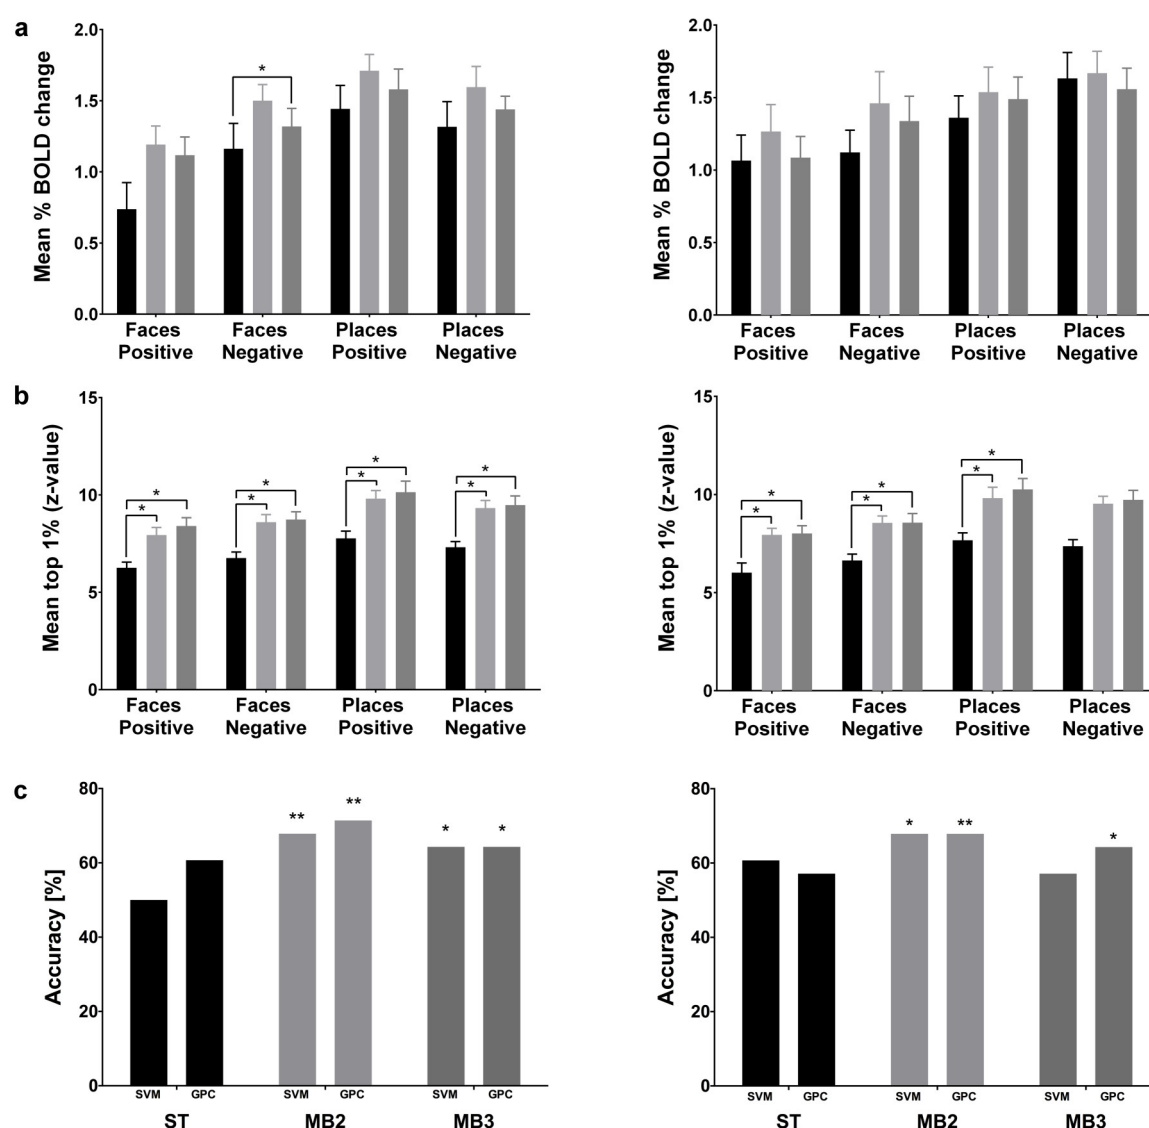 a
Mean % BOLD change
2.0
1.5
1.0
0.5
0.0
*
Faces Positive
Faces Negative
Places Positive
Places Negative
Mean % BOLD change
2.0
1.5
1.0
0.5
0.0
Faces Positive
Faces Negative
Places Positive
Places Negative
b
Mean top 1% (z-value)
15
10
5
0
* *
* *
* *
* *
Faces Positive
Faces Negative
Places Positive
Places Negative
Mean top 1% (z-value)
15
10
5
0
* *
* *
* *
Faces Positive
Faces Negative
Places Positive
Places Negative
c
Accuracy [%]
80
60
40
20
0
** ** * *
SVM GPC SVM GPC SVM GPC
ST MB2 MB3
Accuracy [%]
80
60
40
20
0
* ** *
SVM GPC SVM GPC SVM GPC
ST MB2 MB3